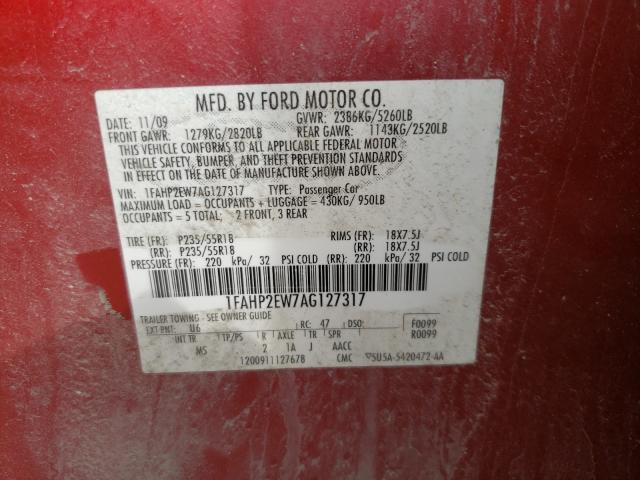 MFD. BY FORD MOTOR CO.
DATE: 11/09 GVWR: 2386KG/5260LB
FRONT GAWR: 1279KG/2820LB REAR GAWR: 1143KG/2520LB
THIS VEHICLE CONFORMS TO ALL APPLICABLE FEDERAL MOTOR
VEHICLE SAFETY, BUMPER, AND THEFT PREVENTION STANDARDS
IN EFFECT ON THE DATE OF MANUFACTURE SHOWN ABOVE.
VIN: 1FAHP2EW7AG127317 TYPE: Passenger Car
MAXIMUM LOAD = OCCUPANTS + LUGGAGE = 430KG/ 950LB
OCCUPANTS = 5 TOTAL; 2 FRONT, 3 REAR
TIRE (FR): P235/55R18 RIMS (FR): 18X7.5J
(RR): P235/55R18 (RR): 18X7.5J
PRESSURE (FR): 220 kPa/ 32 PSI COLD (RR): 220 kPa/ 32 PSI COLD
1FAHP2EW7AG127317
TRAILER TOWING - SEE OWNER GUIDE
EXT PNT: U6 RC: 47 DSO: F0099
INT TR TP/PS R AXLE TR SPR R0099
MS 2 1A J AACC
1200911127678 CMC 5U5A-5420472-AA